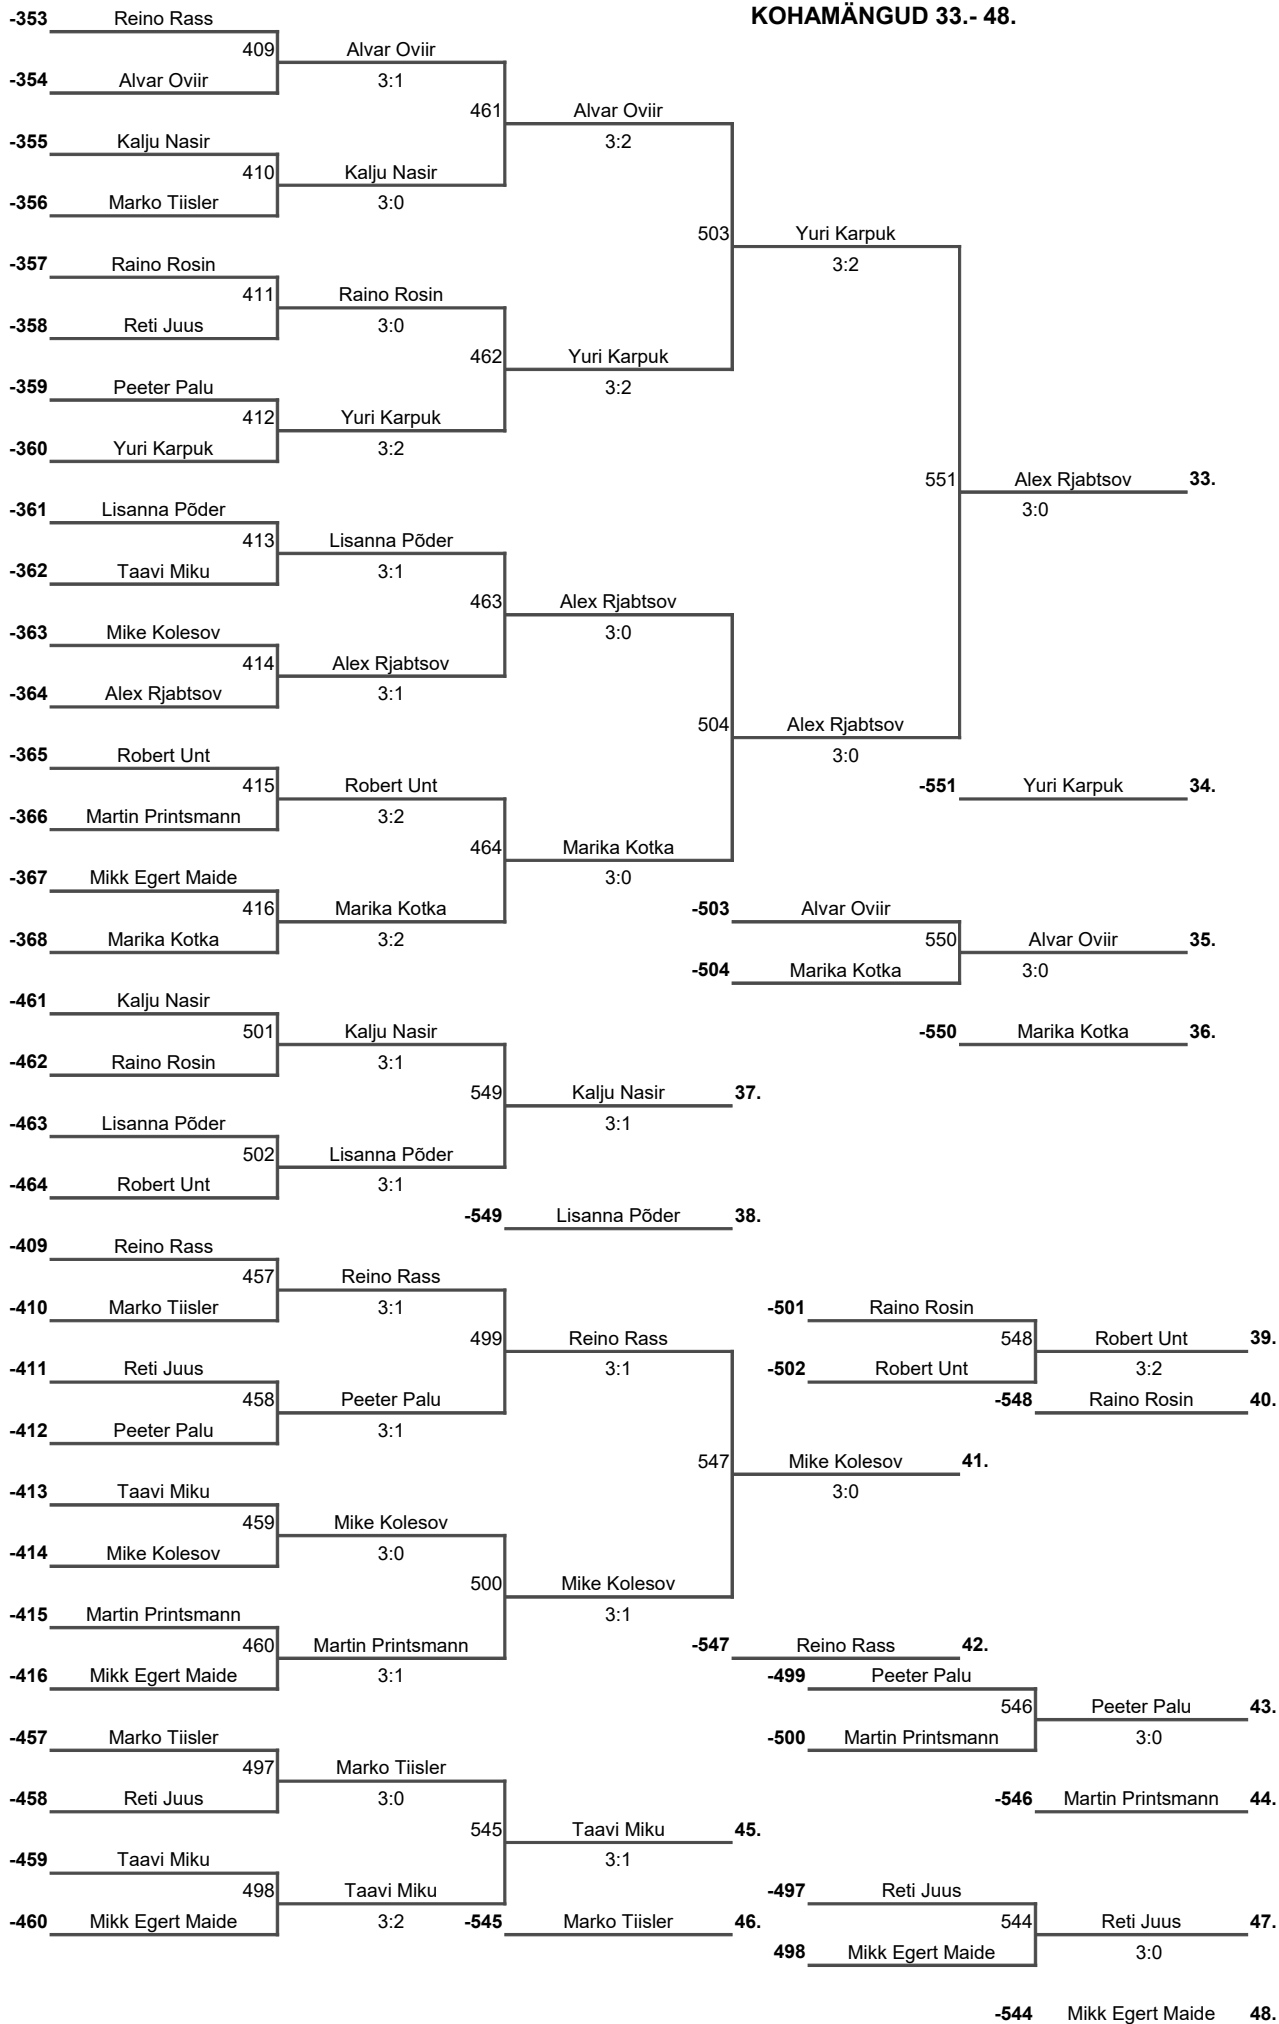 KOHAMÄNGUD 33.- 48.
-353 Reino Rass
409 Alvar Oviir
-354 Alvar Oviir 3:1
461 Alvar Oviir
-355 Kalju Nasir 3:2
410 Kalju Nasir
-356 Marko Tiisler 3:0
503 Yuri Karpuk
-357 Raino Rosin 3:2
411 Raino Rosin
-358 Reti Juus 3:0
462 Yuri Karpuk
-359 Peeter Palu 3:2
412 Yuri Karpuk
-360 Yuri Karpuk 3:2
551 Alex Rjabtsov 33.
-361 Lisanna Põder 3:0
413 Lisanna Põder
-362 Taavi Miku 3:1
463 Alex Rjabtsov
-363 Mike Kolesov 3:0
414 Alex Rjabtsov
-364 Alex Rjabtsov 3:1
504 Alex Rjabtsov
-365 Robert Unt 3:0
415 Robert Unt -551 Yuri Karpuk 34.
-366 Martin Printsmann 3:2
464 Marika Kotka
-367 Mikk Egert Maide 3:0
416 Marika Kotka -503 Alvar Oviir
-368 Marika Kotka 3:2 550 Alvar Oviir 35.
-504 Marika Kotka 3:0
-461 Kalju Nasir
501 Kalju Nasir -550 Marika Kotka 36.
-462 Raino Rosin 3:1
549 Kalju Nasir 37.
-463 Lisanna Põder 3:1
502 Lisanna Põder
-464 Robert Unt 3:1
-549 Lisanna Põder 38.
-409 Reino Rass
457 Reino Rass
-410 Marko Tiisler 3:1 -501 Raino Rosin
499 Reino Rass 548 Robert Unt 39.
-411 Reti Juus 3:1 -502 Robert Unt 3:2
458 Peeter Palu -548 Raino Rosin 40.
-412 Peeter Palu 3:1
547 Mike Kolesov 41.
-413 Taavi Miku 3:0
459 Mike Kolesov
-414 Mike Kolesov 3:0
500 Mike Kolesov
-415 Martin Printsmann 3:1
460 Martin Printsmann -547 Reino Rass 42.
-416 Mikk Egert Maide 3:1 -499 Peeter Palu
546 Peeter Palu 43.
-457 Marko Tiisler -500 Martin Printsmann 3:0
497 Marko Tiisler
-458 Reti Juus 3:0 -546 Martin Printsmann 44.
545 Taavi Miku 45.
-459 Taavi Miku 3:1
498 Taavi Miku -497 Reti Juus
-460 Mikk Egert Maide 3:2 -545 Marko Tiisler 46. 544 Reti Juus 47.
498 Mikk Egert Maide 3:0
-544 Mikk Egert Maide 48.